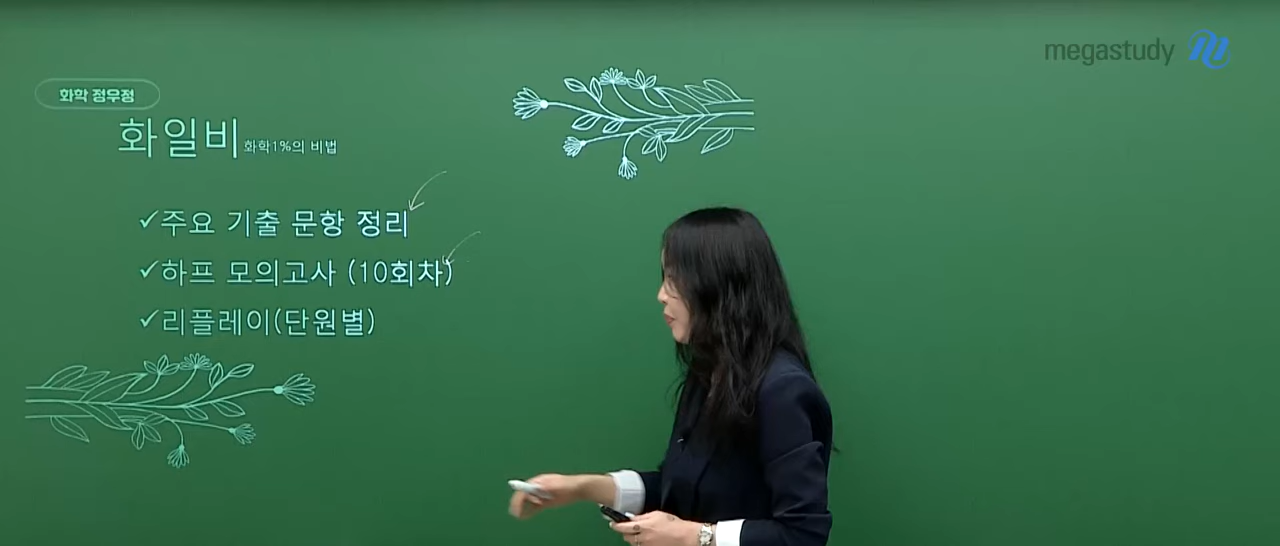 megastudy
화학 정우정
화일비 화학1%의 비법
✓주요 기출 문항 정리
✓하프 모의고사 (10회차)
✓리플레이(단원별)